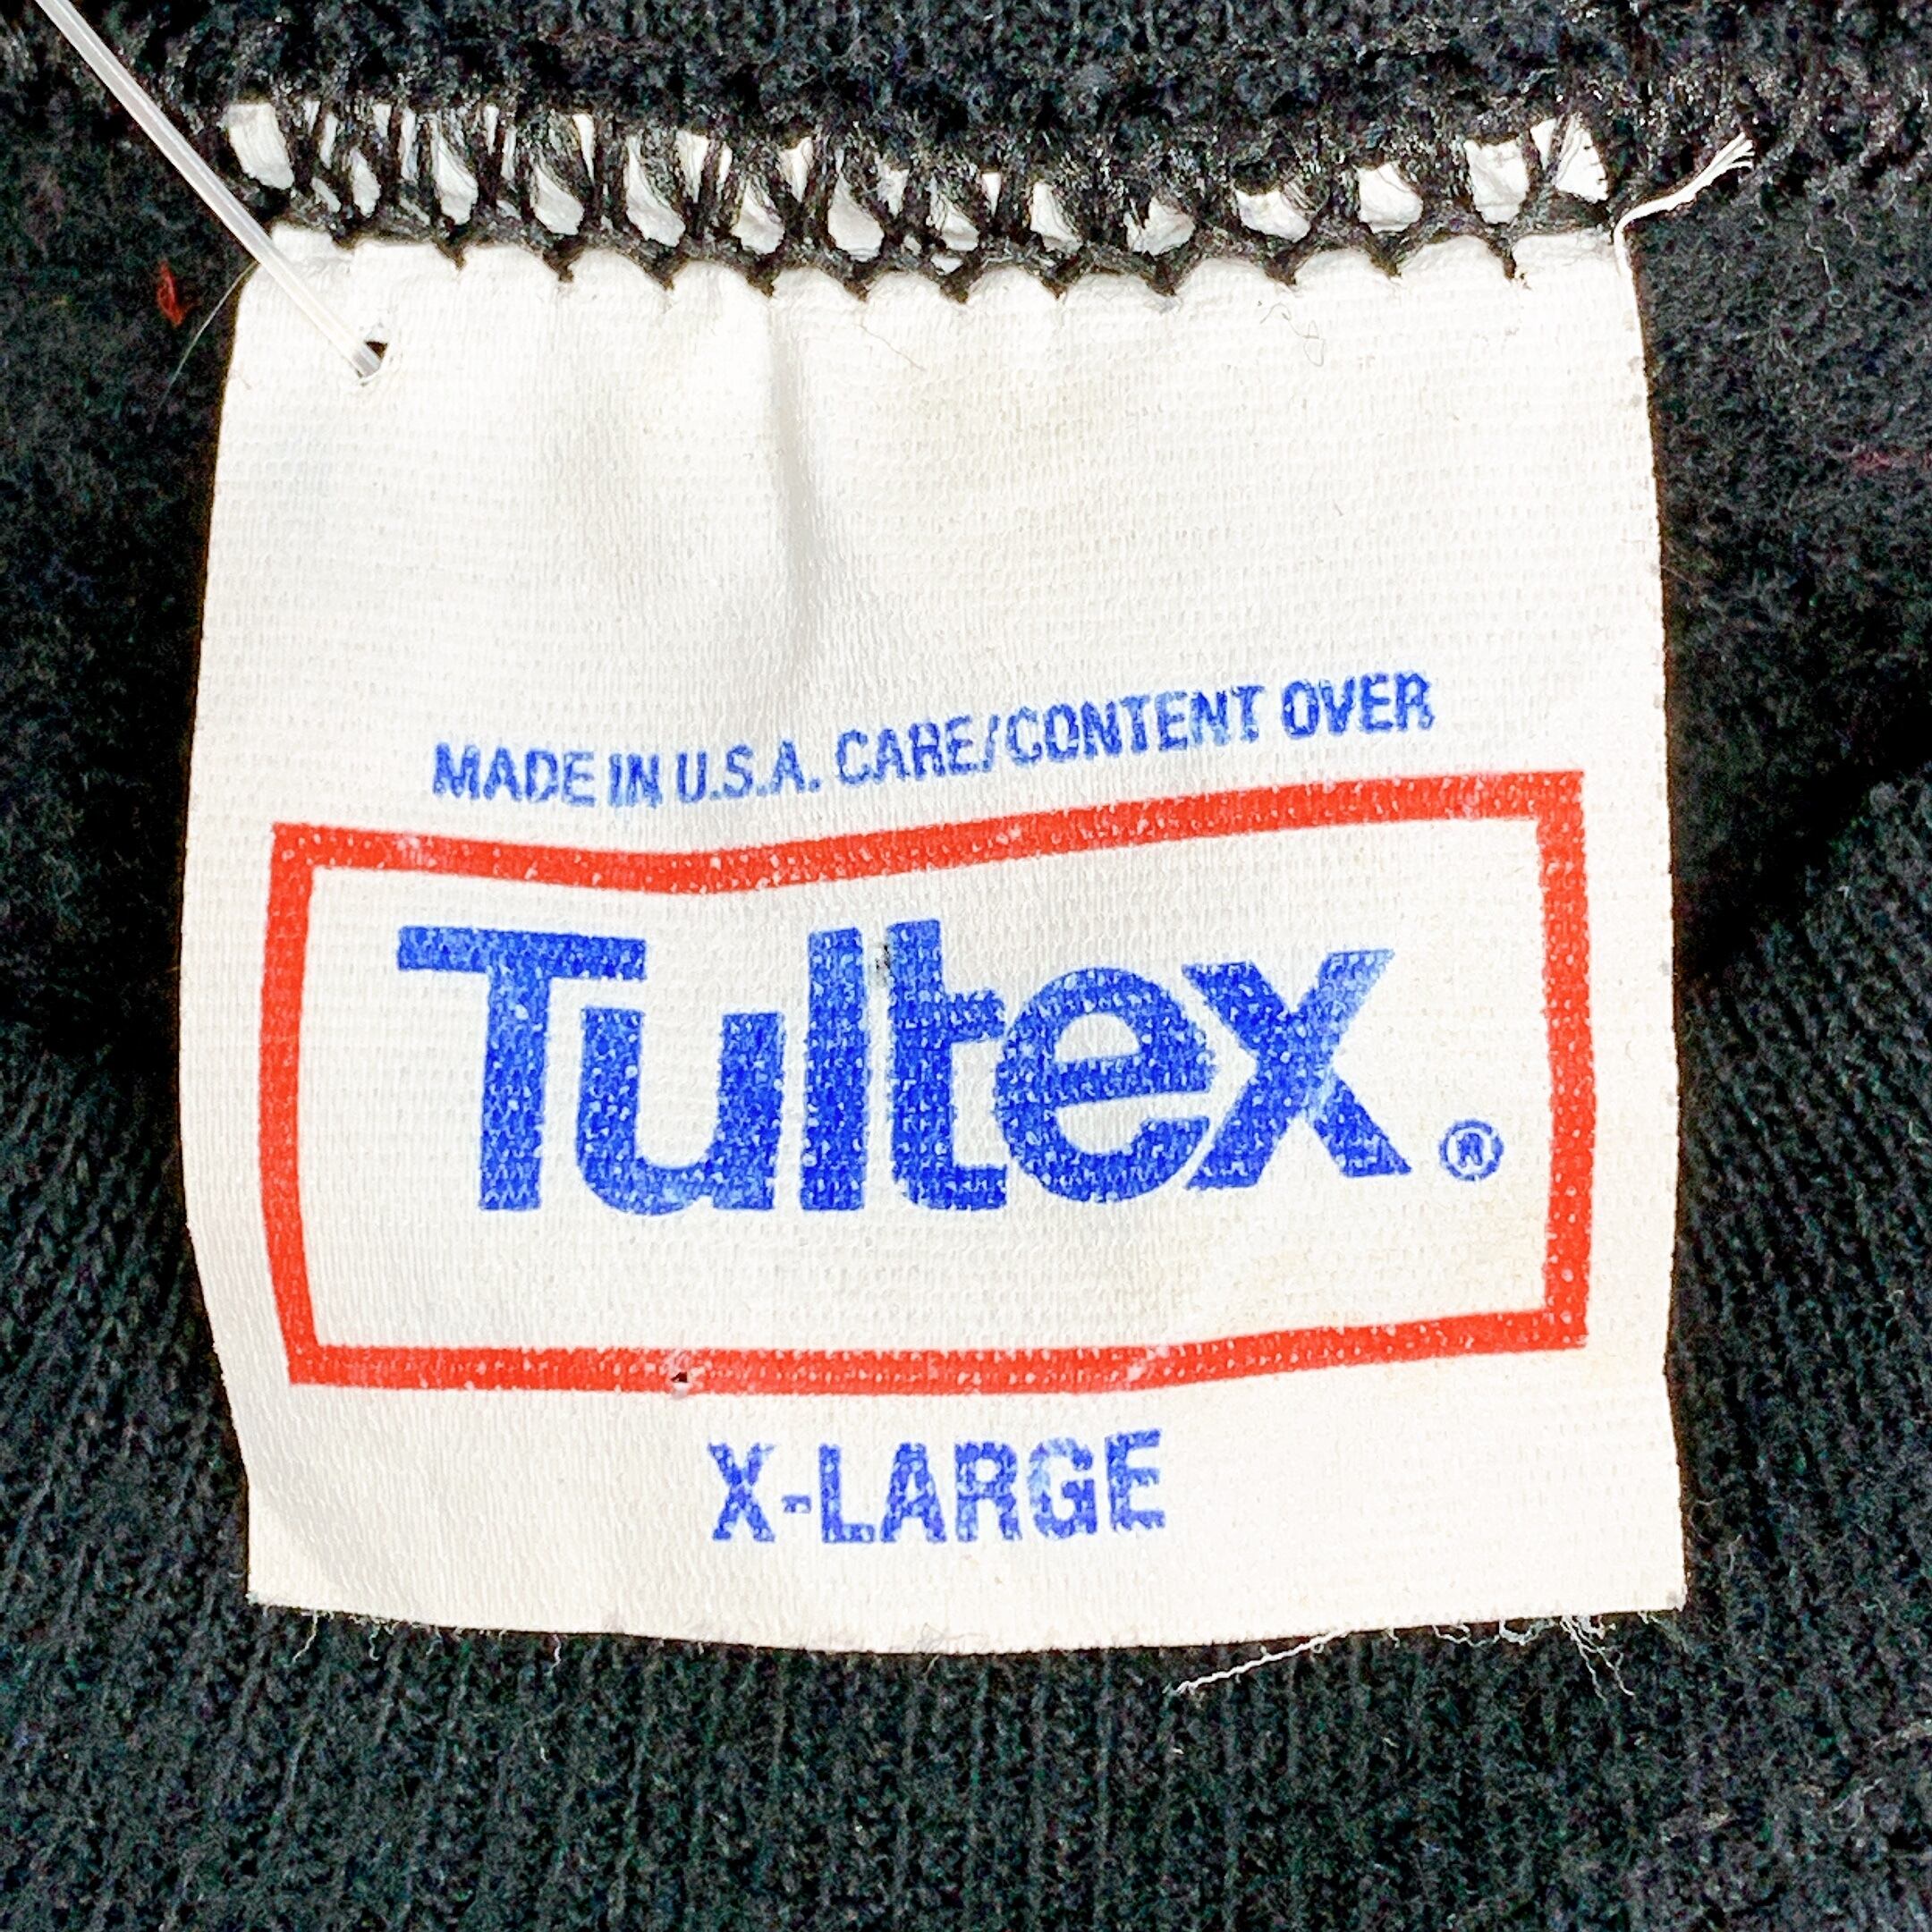 MADE IN U.S.A. CARE/CONTENT OVER
Tultex®
X-LARGE